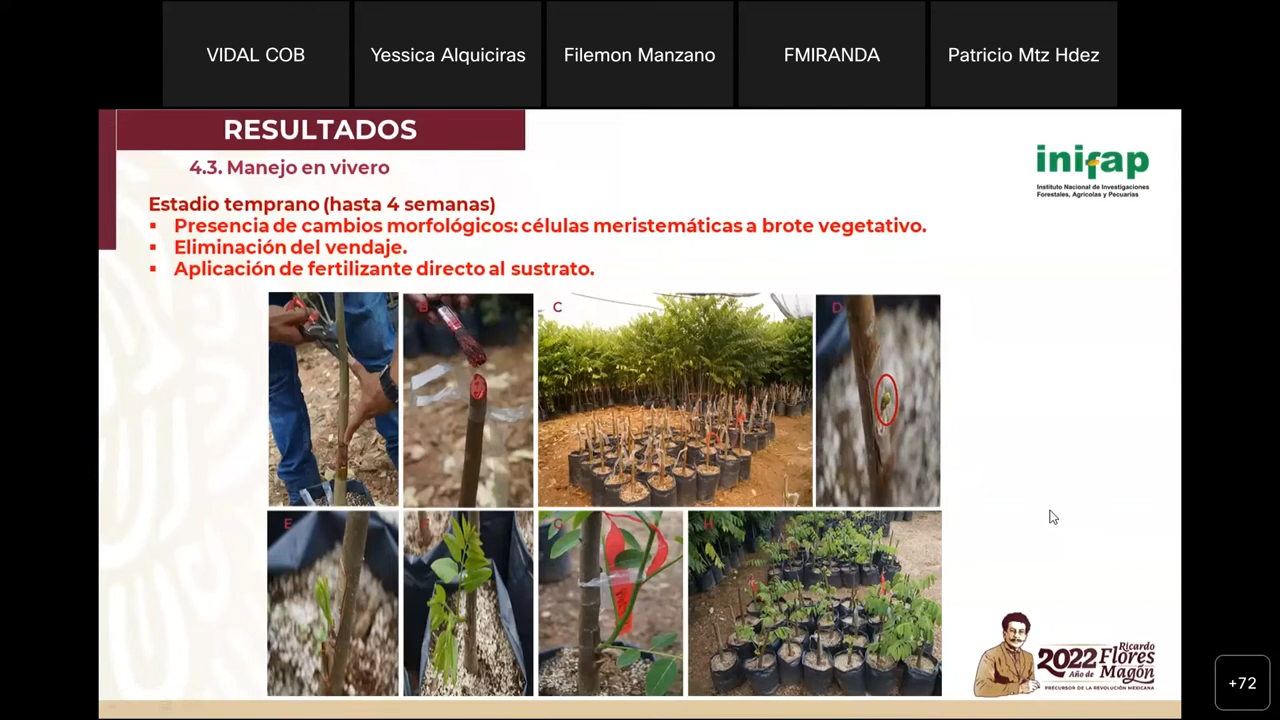 VIDAL COB
Yessica Alquiciras
Filemon Manzano
FMIRANDA
Patricio Mtz Hdez
RESULTADOS
4.3. Manejo en vivero
inifap
Instituto Nacional de Investigaciones
Forestales, Agrícolas y Pecuarias
Estadio temprano (hasta 4 semanas)
▪ Presencia de cambios morfológicos: células meristemáticas a brote vegetativo.
▪ Eliminación del vendaje.
▪ Aplicación de fertilizante directo al sustrato.
B
C
D
E
F
G
H
2022 Ricardo
Año de Flores
Magón
PRECURSOR DE LA REVOLUCIÓN MEXICANA
+72